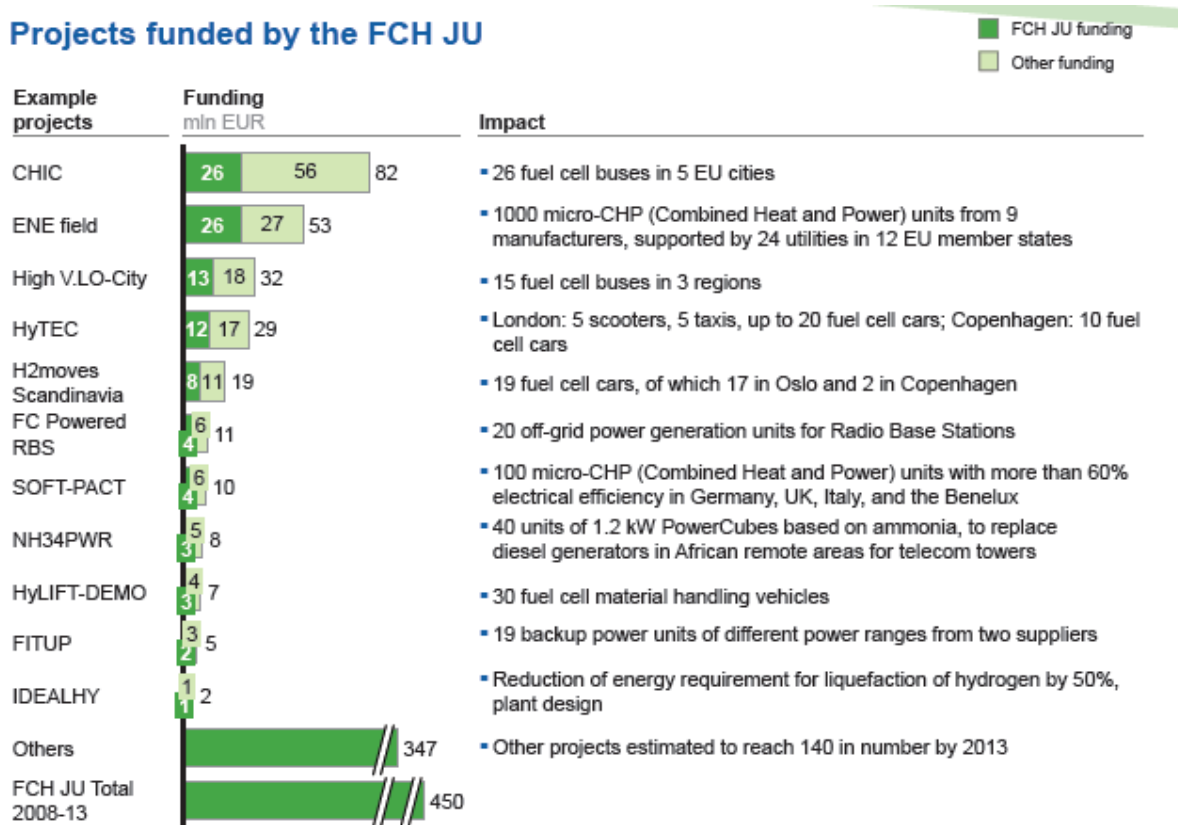 Projects funded by the FCH JU
FCH JU funding
Other funding
Example
projects
Funding
mln EUR
Impact
CHIC
26
56
82
▪ 26 fuel cell buses in 5 EU cities
ENE field
26
27
53
▪ 1000 micro-CHP (Combined Heat and Power) units from 9
manufacturers, supported by 24 utilities in 12 EU member states
High V.LO-City
13
18
32
▪ 15 fuel cell buses in 3 regions
HyTEC
12
17
29
▪ London: 5 scooters, 5 taxis, up to 20 fuel cell cars; Copenhagen: 10 fuel
cell cars
H2moves
Scandinavia
8
11
19
▪ 19 fuel cell cars, of which 17 in Oslo and 2 in Copenhagen
FC Powered
RBS
4
6
11
▪ 20 off-grid power generation units for Radio Base Stations
SOFT-PACT
4
6
10
▪ 100 micro-CHP (Combined Heat and Power) units with more than 60%
electrical efficiency in Germany, UK, Italy, and the Benelux
NH34PWR
3
5
8
▪ 40 units of 1.2 kW PowerCubes based on ammonia, to replace
diesel generators in African remote areas for telecom towers
HyLIFT-DEMO
3
4
7
▪ 30 fuel cell material handling vehicles
FITUP
2
3
5
▪ 19 backup power units of different power ranges from two suppliers
IDEALHY
1
1
2
▪ Reduction of energy requirement for liquefaction of hydrogen by 50%,
plant design
Others
347
▪ Other projects estimated to reach 140 in number by 2013
FCH JU Total
2008-13
450